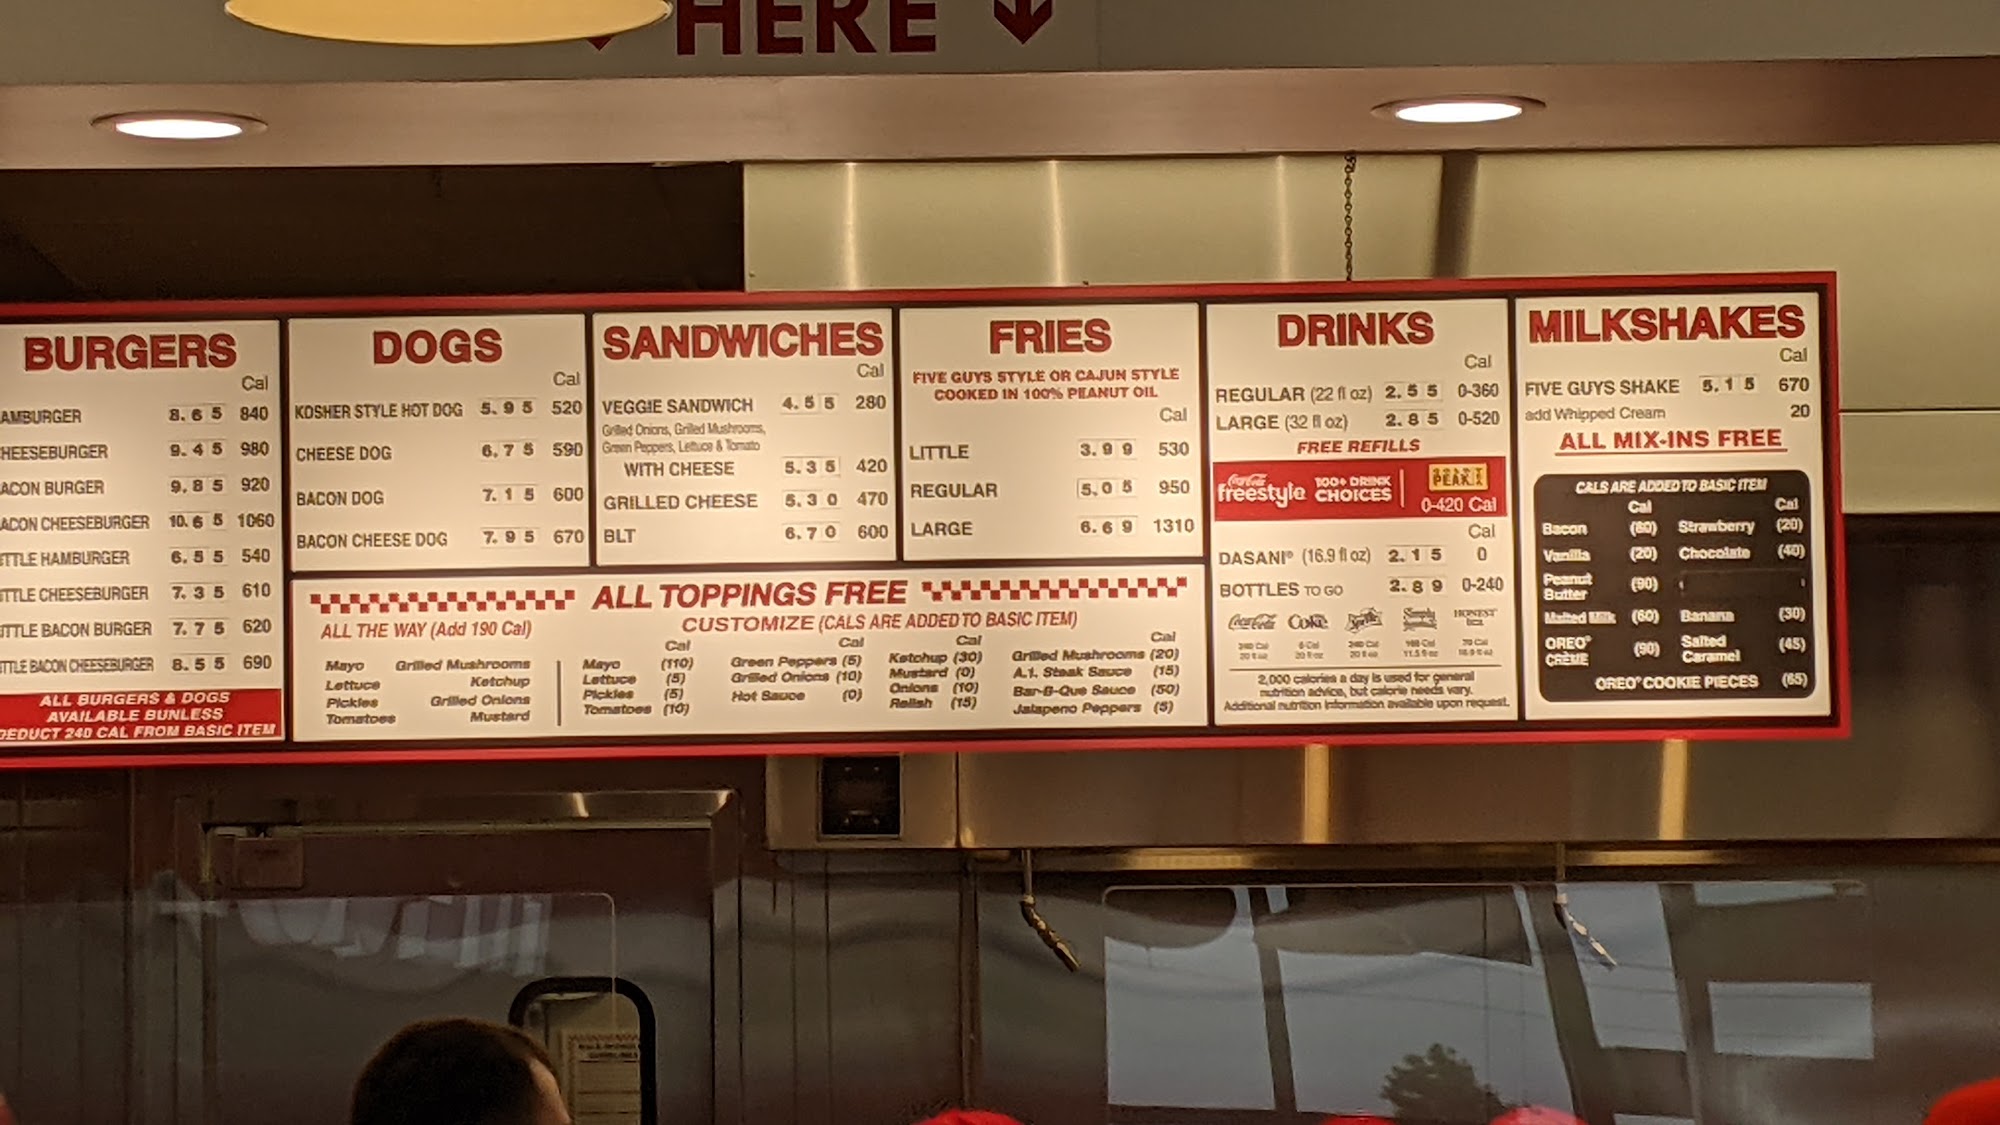 HERE
BURGERS
Cal
AMBURGER 8.65 840
HEESEBURGER 9.45 980
ACON BURGER 9.85 920
ACON CHEESEBURGER 10.65 1060
ITTLE HAMBURGER 6.55 540
ITTLE CHEESEBURGER 7.35 610
ITTLE BACON BURGER 7.75 620
ITTLE BACON CHEESEBURGER 8.55 690
ALL BURGERS & DOGS
AVAILABLE BUNLESS
DEDUCT 240 CAL FROM BASIC ITEM
DOGS
Cal
KOSHER STYLE HOT DOG 5.95 520
CHEESE DOG 6.75 590
BACON DOG 7.15 600
BACON CHEESE DOG 7.95 670
SANDWICHES
Cal
VEGGIE SANDWICH 4.55 280
Grilled Onions, Grilled Mushrooms,
Green Peppers, Lettuce & Tomato
WITH CHEESE 5.35 420
GRILLED CHEESE 5.30 470
BLT 6.70 600
FRIES
FIVE GUYS STYLE OR CAJUN STYLE
COOKED IN 100% PEANUT OIL
Cal
LITTLE 3.99 530
REGULAR 5.05 950
LARGE 6.69 1310
ALL TOPPINGS FREE
ALL THE WAY (Add 190 Cal)
Mayo Grilled Mushrooms
Lettuce Ketchup
Pickles Grilled Onions
Tomatoes Mustard
CUSTOMIZE (CALS ARE ADDED TO BASIC ITEM)
Cal Cal Cal Cal
Mayo (110) Green Peppers (5) Ketchup (30) Grilled Mushrooms (20)
Lettuce (5) Grilled Onions (10) Mustard (0) A.1. Steak Sauce (15)
Pickles (5) Hot Sauce (0) Onions (10) Bar-B-Que Sauce (50)
Tomatoes (10) Relish (15) Jalapeno Peppers (5)
DRINKS
Cal
REGULAR (22 fl oz) 2.55 0-360
LARGE (32 fl oz) 2.85 0-520
FREE REFILLS
Coca-Cola freestyle 100+ DRINK CHOICES PEAK 0-420 Cal
Cal
DASANI® (16.9 fl oz) 2.15 0
BOTTLES TO GO 2.89 0-240
Coca-Cola Coke Sprite Simply HONEST
2,000 calories a day is used for general
nutrition advice, but calorie needs vary.
Additional nutrition information available upon request.
MILKSHAKES
Cal
FIVE GUYS SHAKE 5.15 670
add Whipped Cream 20
ALL MIX-INS FREE
CALS ARE ADDED TO BASIC ITEM
Cal Cal
Bacon (80) Strawberry (20)
Vanilla (20) Chocolate (40)
Peanut Butter (90)
Malted Milk (60) Banana (30)
OREO® CRÈME (90) Salted Caramel (45)
OREO® COOKIE PIECES (65)